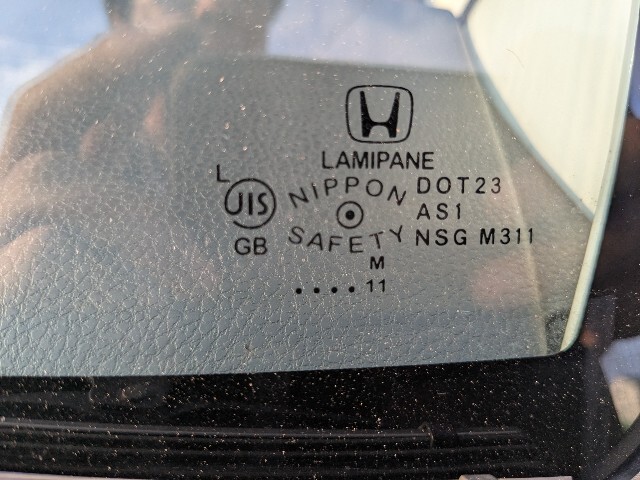 LAMIPANE
L
JIS
GB
NIPPON
SAFETY
DOT23
AS1
NSG M311
M
....11